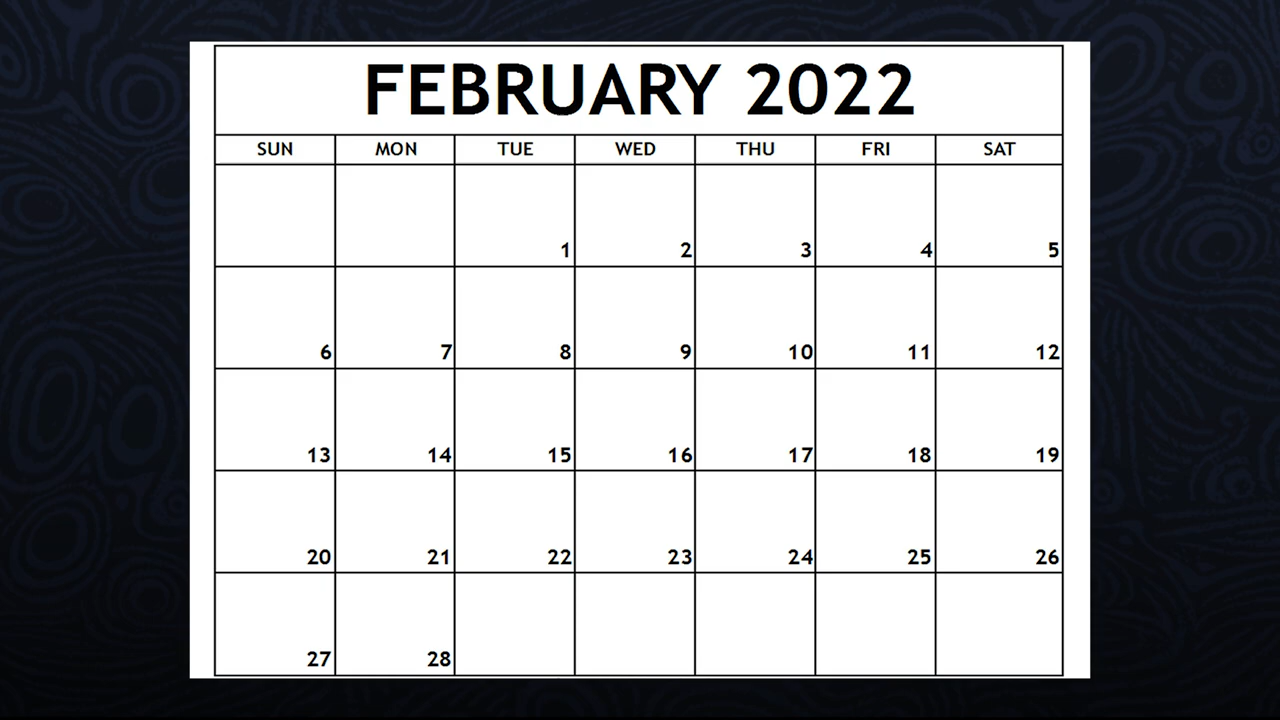 FEBRUARY 2022
SUN MON TUE WED THU FRI SAT
1 2 3 4 5
6 7 8 9 10 11 12
13 14 15 16 17 18 19
20 21 22 23 24 25 26
27 28